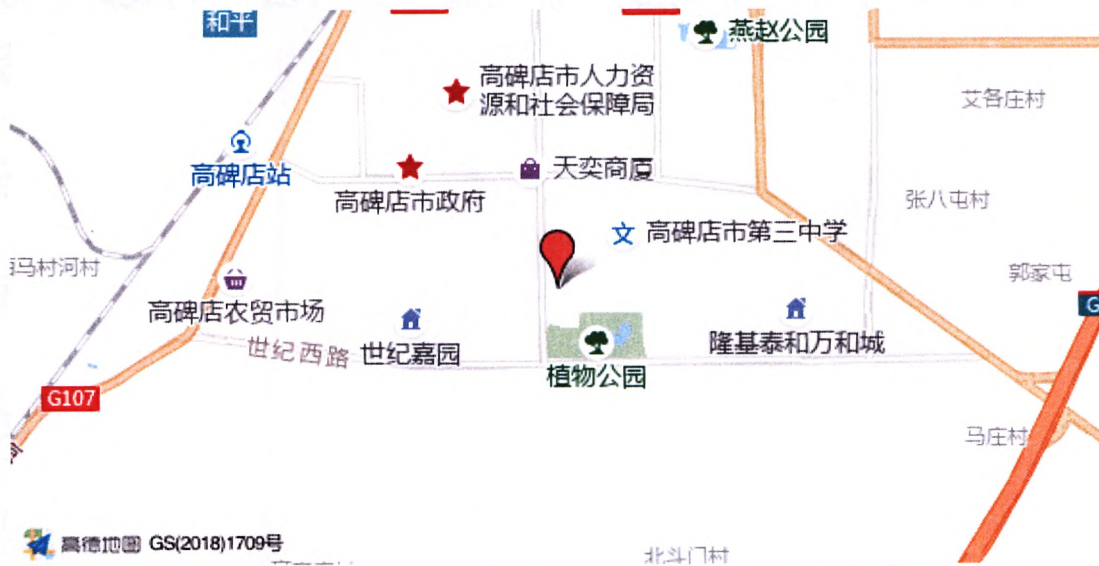 和平
燕赵公园
高碑店市人力资
源和社会保障局
艾各庄村
高碑店站
天奕商厦
高碑店市政府
张八屯村
文
高碑店市第三中学
马村河村
郭家屯
高碑店农贸市场
G
世纪西路
世纪嘉园
隆基泰和万和城
植物公园
G107
马庄村
高德地图 GS(2018)1709号
北斗门村